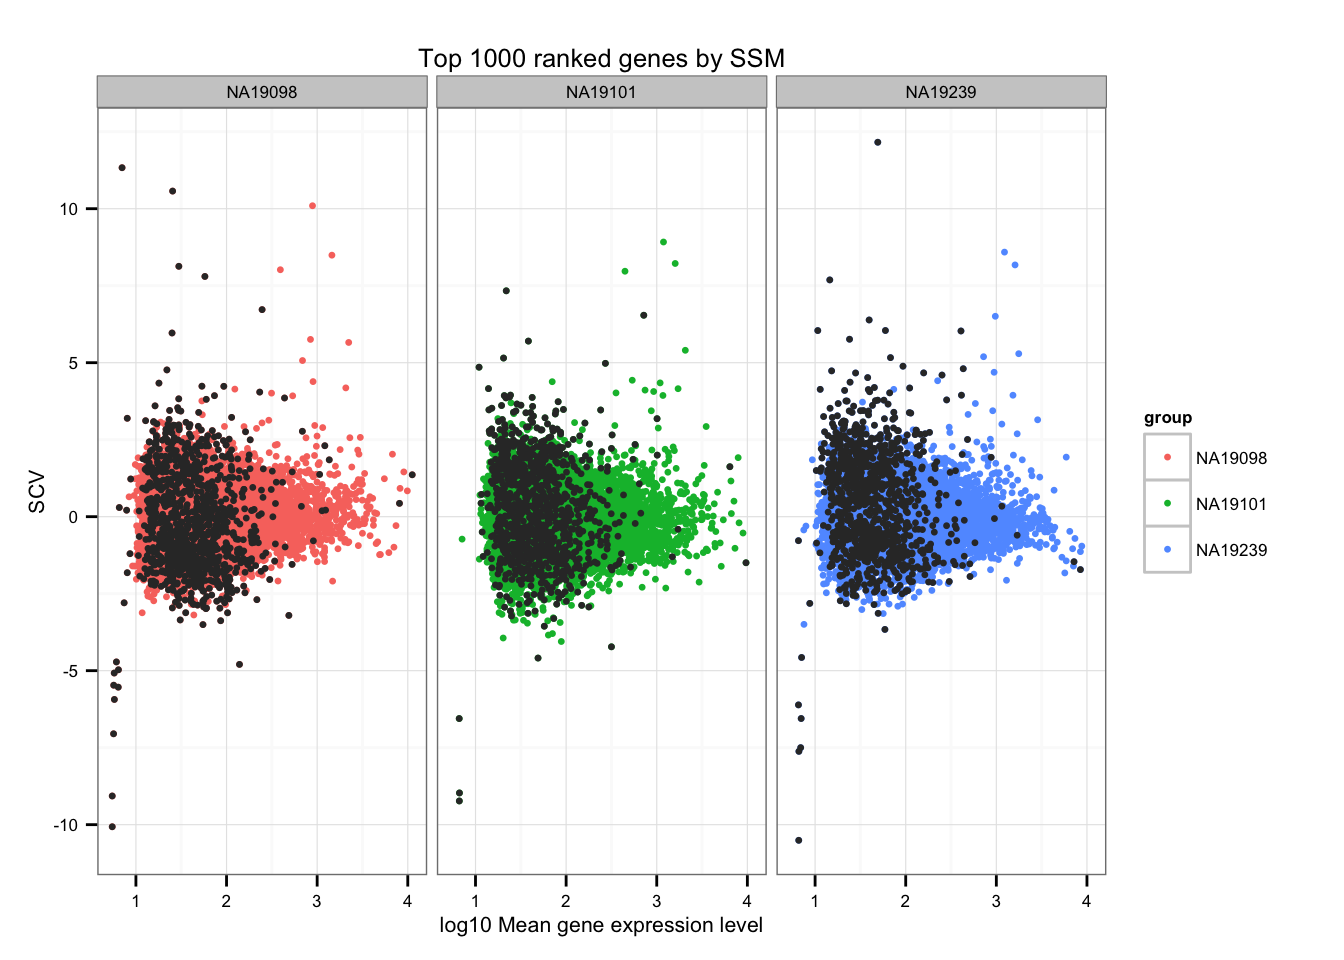 Top 1000 ranked genes by SSM
NA19098 NA19101 NA19239
SCV
10
5
0
-5
-10
1 2 3 4 1 2 3 4 1 2 3 4
log10 Mean gene expression level
group
NA19098
NA19101
NA19239